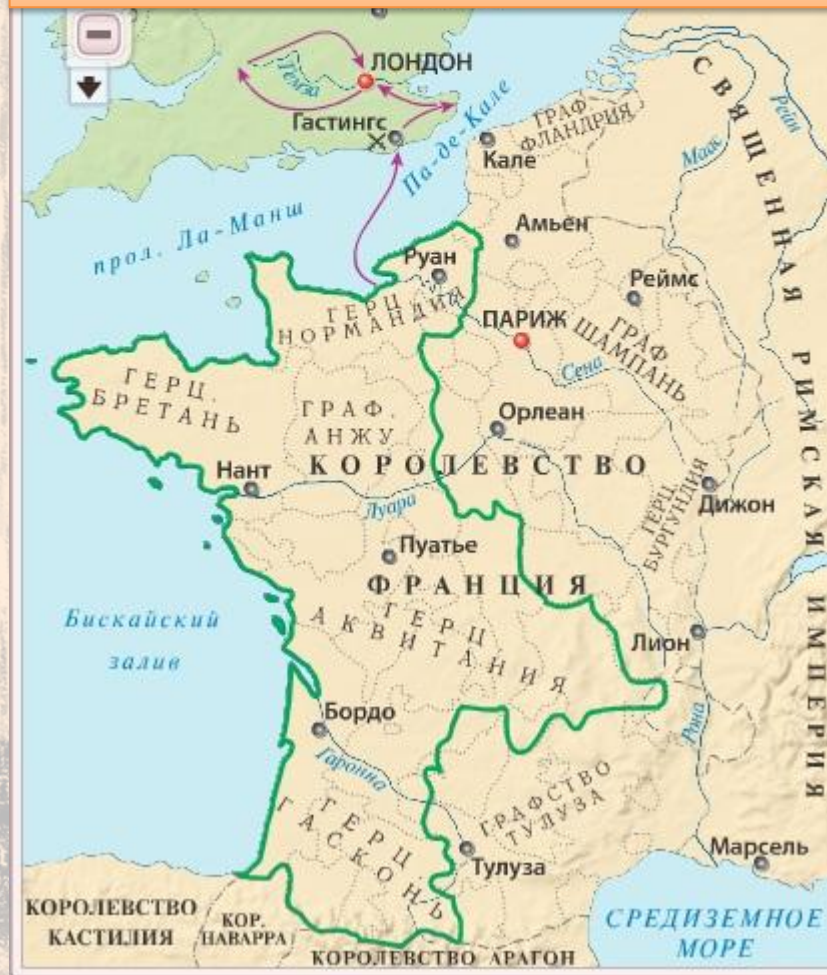 ЛОНДОН
Темза
Гастингс
Па-де-Кале
ГРАФ.
ФЛАНДРИЯ
Кале
СВЯЩЕННАЯ РИМСКАЯ ИМПЕРИЯ
Рейн
Маас
прол. Ла-Манш
Амьен
Руан
Реймс
ГЕРЦ
НОРМАНДИЯ
ПАРИЖ
ГРАФ
ШАМПАНЬ
Сена
ГЕРЦ.
БРЕТАНЬ
ГРАФ.
АНЖУ
Орлеан
Нант
КОРОЛЕВСТВО
Луара
ГЕРЦ
БУРГУНДИЯ
Дижон
Пуатье
ФРАНЦИЯ
ГЕРЦ
АКВИТАНИЯ
Бискайский
залив
Лион
Бордо
Рона
Гаронна
ГРАФСТВО
ТУЛУЗА
ГЕРЦ
ГАСКОНЬ
Тулуза
Марсель
КОРОЛЕВСТВО
КАСТИЛИЯ
КОР.
НАВАРРА
КОРОЛЕВСТВО АРАГОН
СРЕДИЗЕМНОЕ
МОРЕ